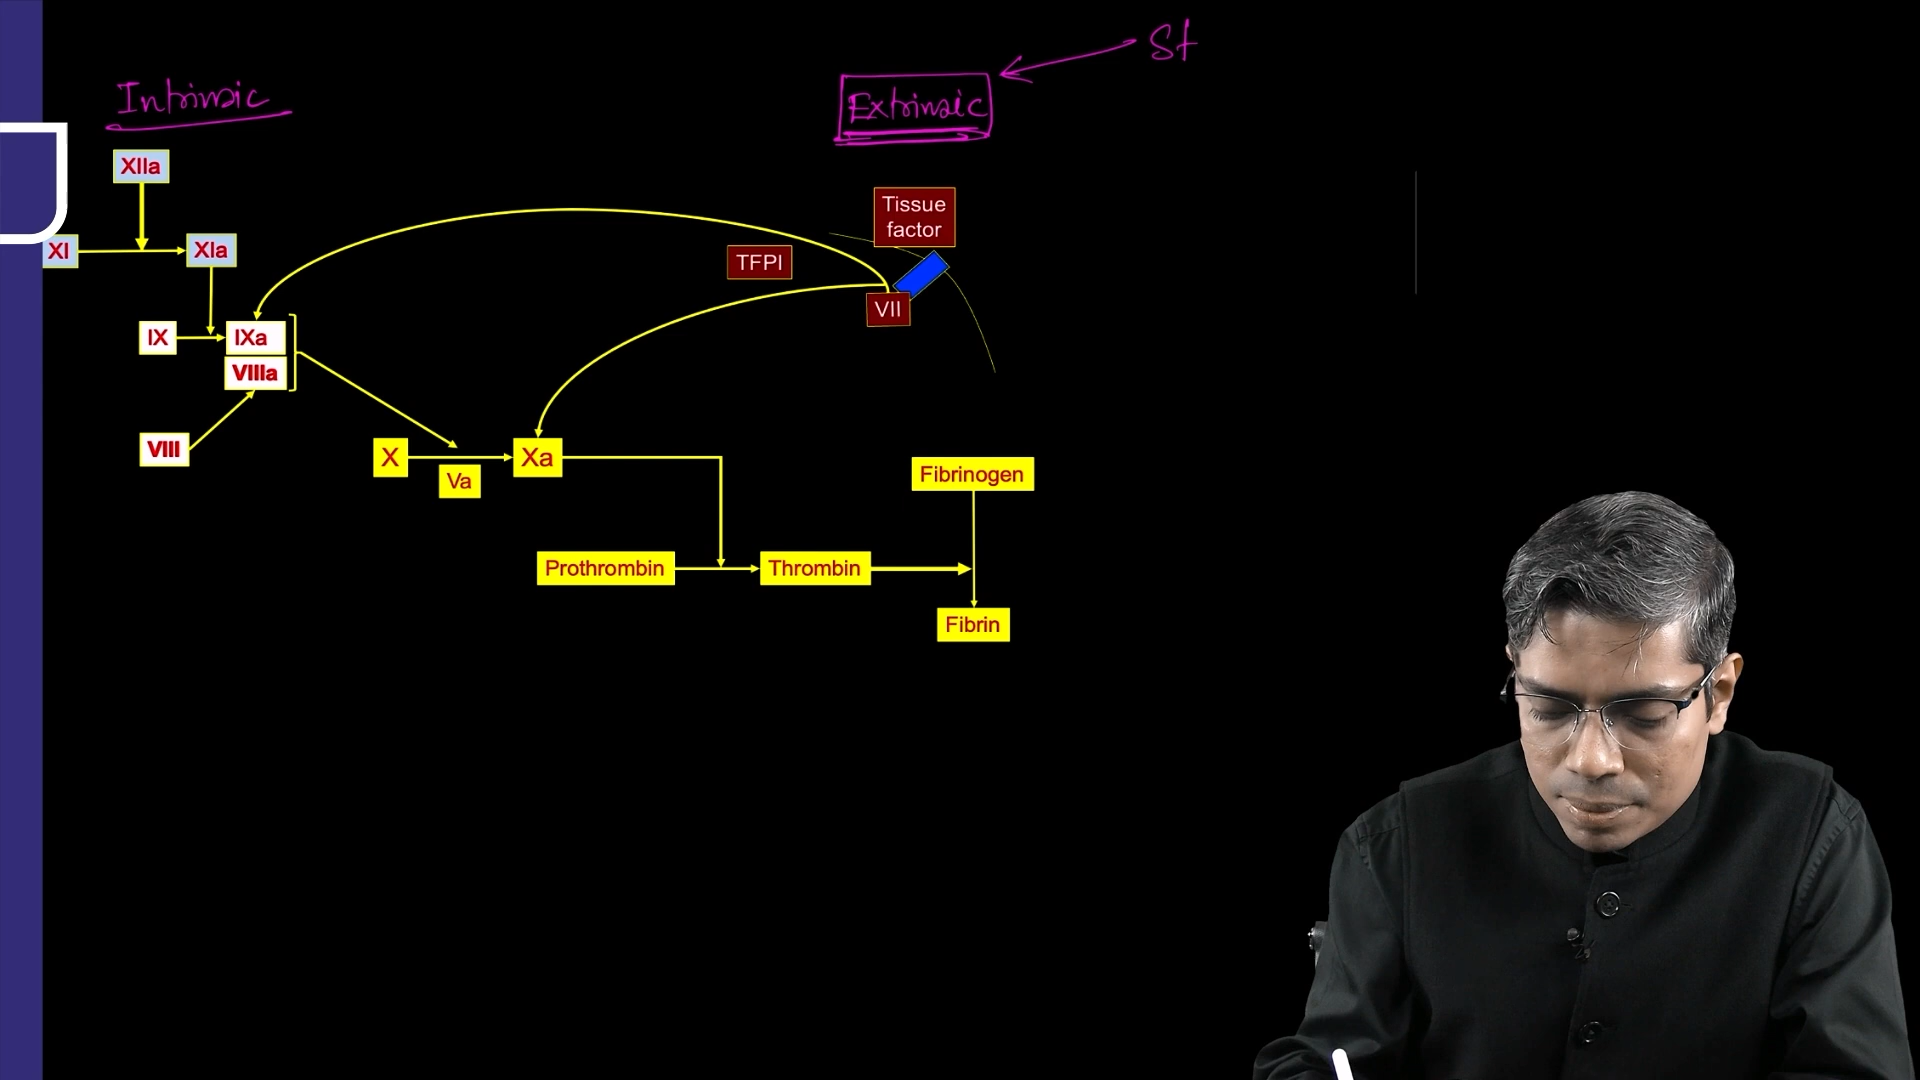 St
Intrinsic
Extrinsic
XIIa
Tissue
factor
XI
XIa
TFPI
VII
IX
IXa
VIIIa
VIII
X
Xa
Va
Fibrinogen
Prothrombin
Thrombin
Fibrin